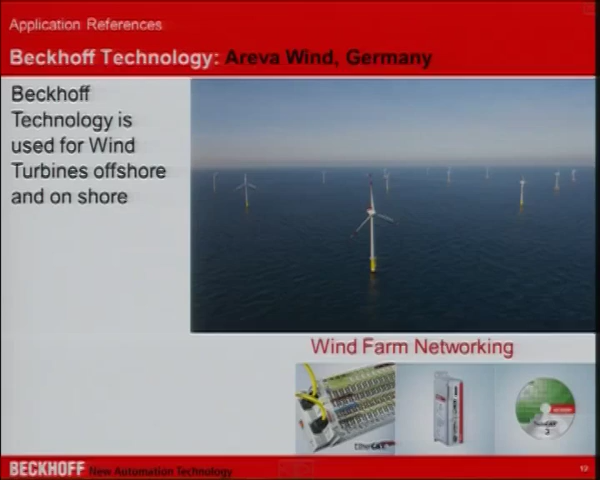 Application References
Beckhoff Technology: Areva Wind, Germany
Beckhoff
Technology is
used for Wind
Turbines offshore
and on shore
Wind Farm Networking
BECKHOFF New Automation Technology